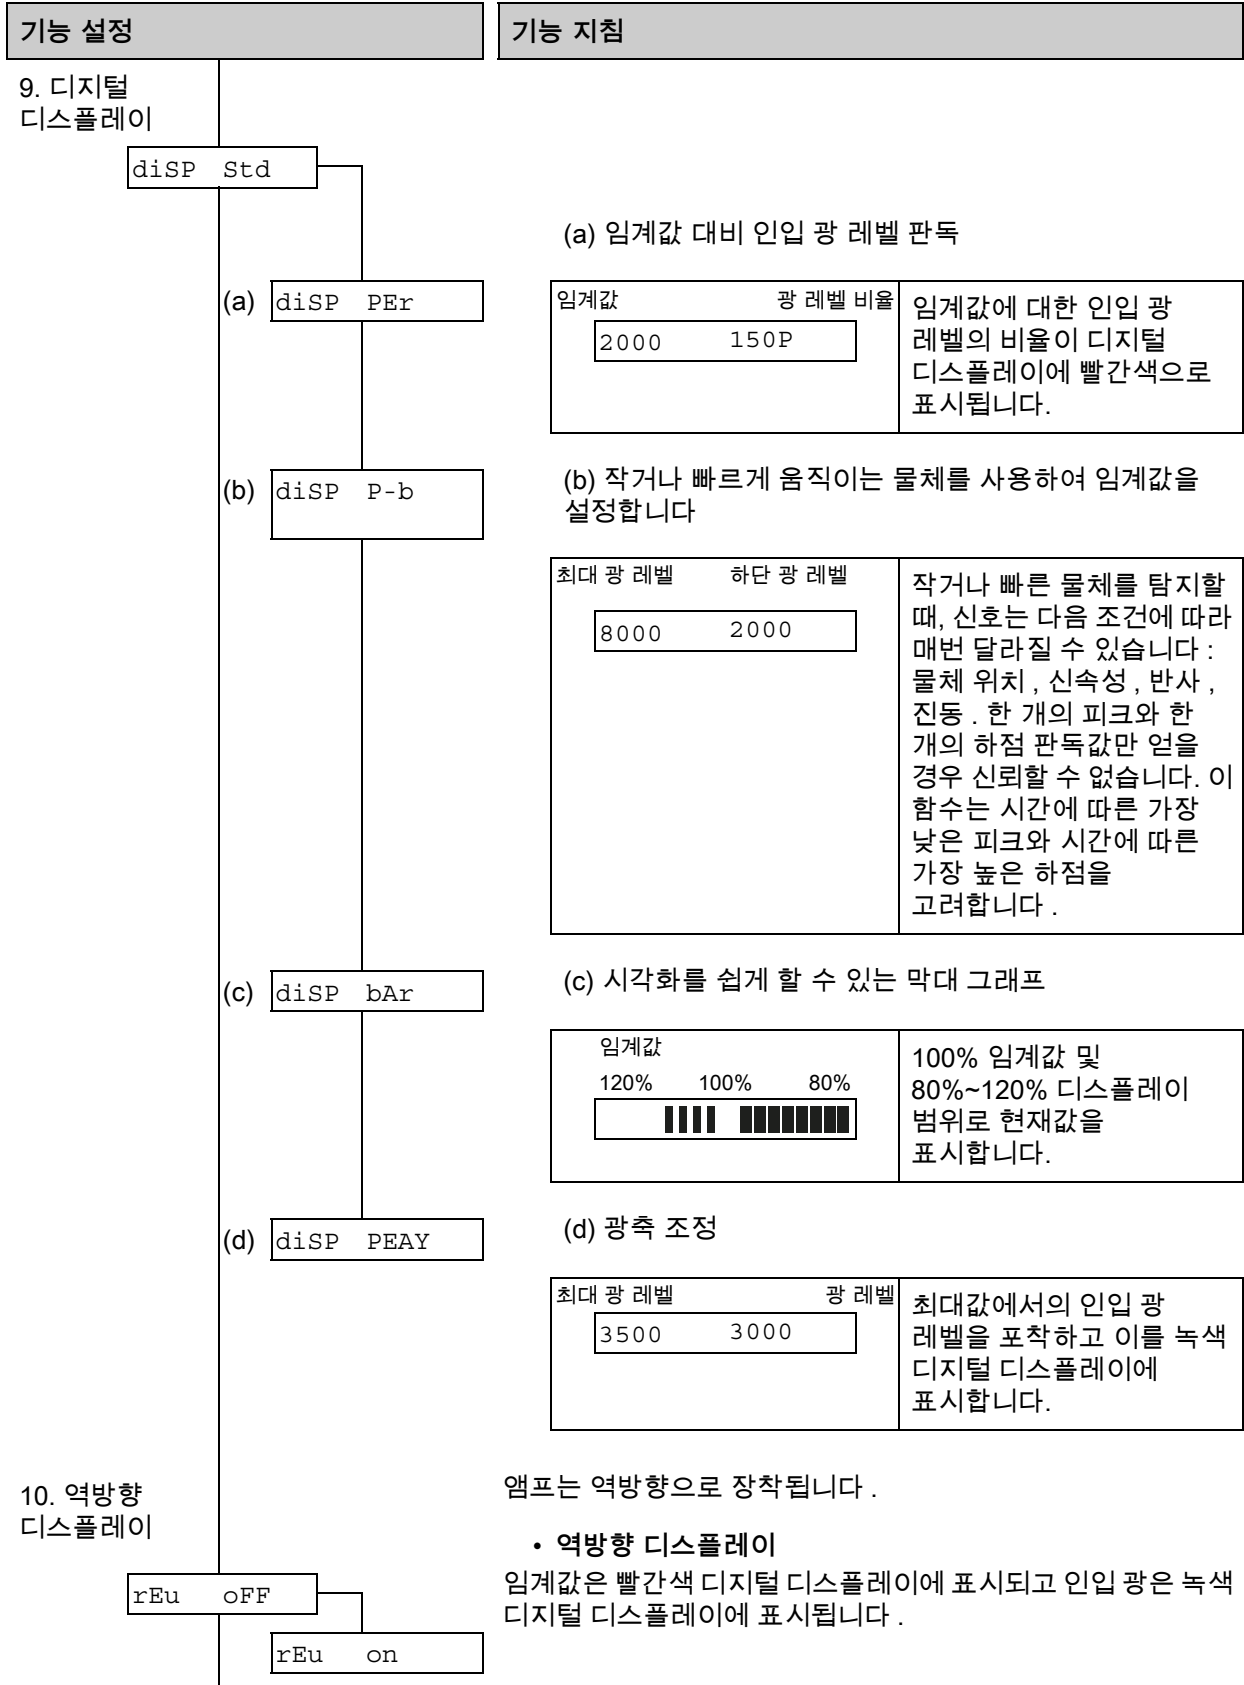 기능 설정
기능 지침
9. 디지털
디스플레이
diSP Std
(a) 임계값 대비 인입 광 레벨 판독
(a) diSP PEr
임계값 광 레벨 비율
2000 150P
임계값에 대한 인입 광
레벨의 비율이 디지털
디스플레이에 빨간색으로
표시됩니다.
(b) diSP P-b
(b) 작거나 빠르게 움직이는 물체를 사용하여 임계값을
설정합니다
최대 광 레벨 하단 광 레벨
8000 2000
작거나 빠른 물체를 탐지할
때, 신호는 다음 조건에 따라
매번 달라질 수 있습니다 :
물체 위치 , 신속성 , 반사 ,
진동 . 한 개의 피크와 한
개의 하점 판독값만 얻을
경우 신뢰할 수 없습니다. 이
함수는 시간에 따른 가장
낮은 피크와 시간에 따른
가장 높은 하점을
고려합니다 .
(c) diSP bAr
(c) 시각화를 쉽게 할 수 있는 막대 그래프
임계값
120% 100% 80%
100% 임계값 및
80%~120% 디스플레이
범위로 현재값을
표시합니다.
(d) diSP PEAY
(d) 광축 조정
최대 광 레벨 광 레벨
3500 3000
최대값에서의 인입 광
레벨을 포착하고 이를 녹색
디지털 디스플레이에
표시합니다.
10. 역방향
디스플레이
앰프는 역방향으로 장착됩니다 .
• 역방향 디스플레이
임계값은 빨간색 디지털 디스플레이에 표시되고 인입 광은 녹색
디지털 디스플레이에 표시됩니다 .
rEu oFF
rEu on